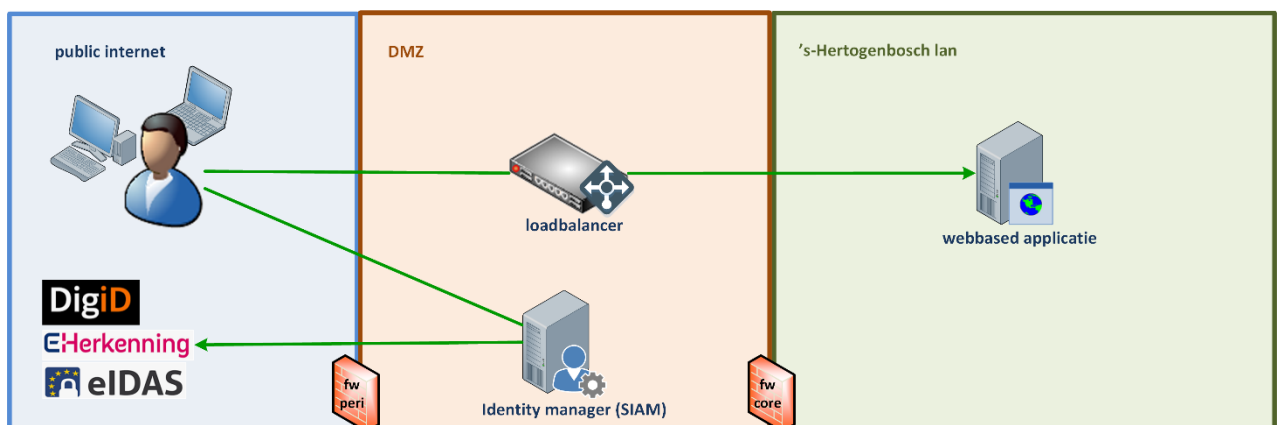 public internet
DMZ
's-Hertogenbosch lan
loadbalancer
webbased applicatie
DigiD
EHerkenning
eIDAS
fw
peri
Identity manager (SIAM)
fw
core